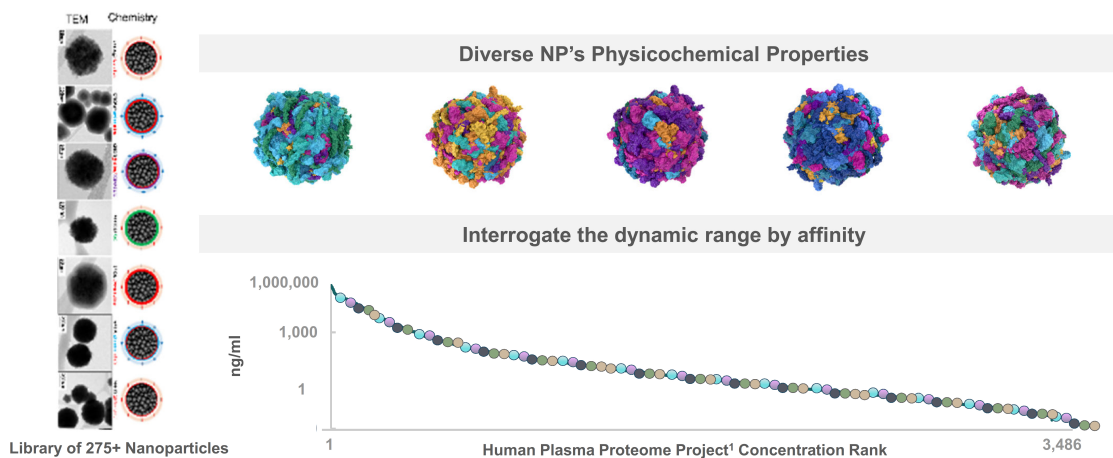 TEM Chemistry
Diverse NP's Physicochemical Properties
Interrogate the dynamic range by affinity
1,000,000
1,000
1
ng/ml
1
3,486
Human Plasma Proteome Project¹ Concentration Rank
Library of 275+ Nanoparticles